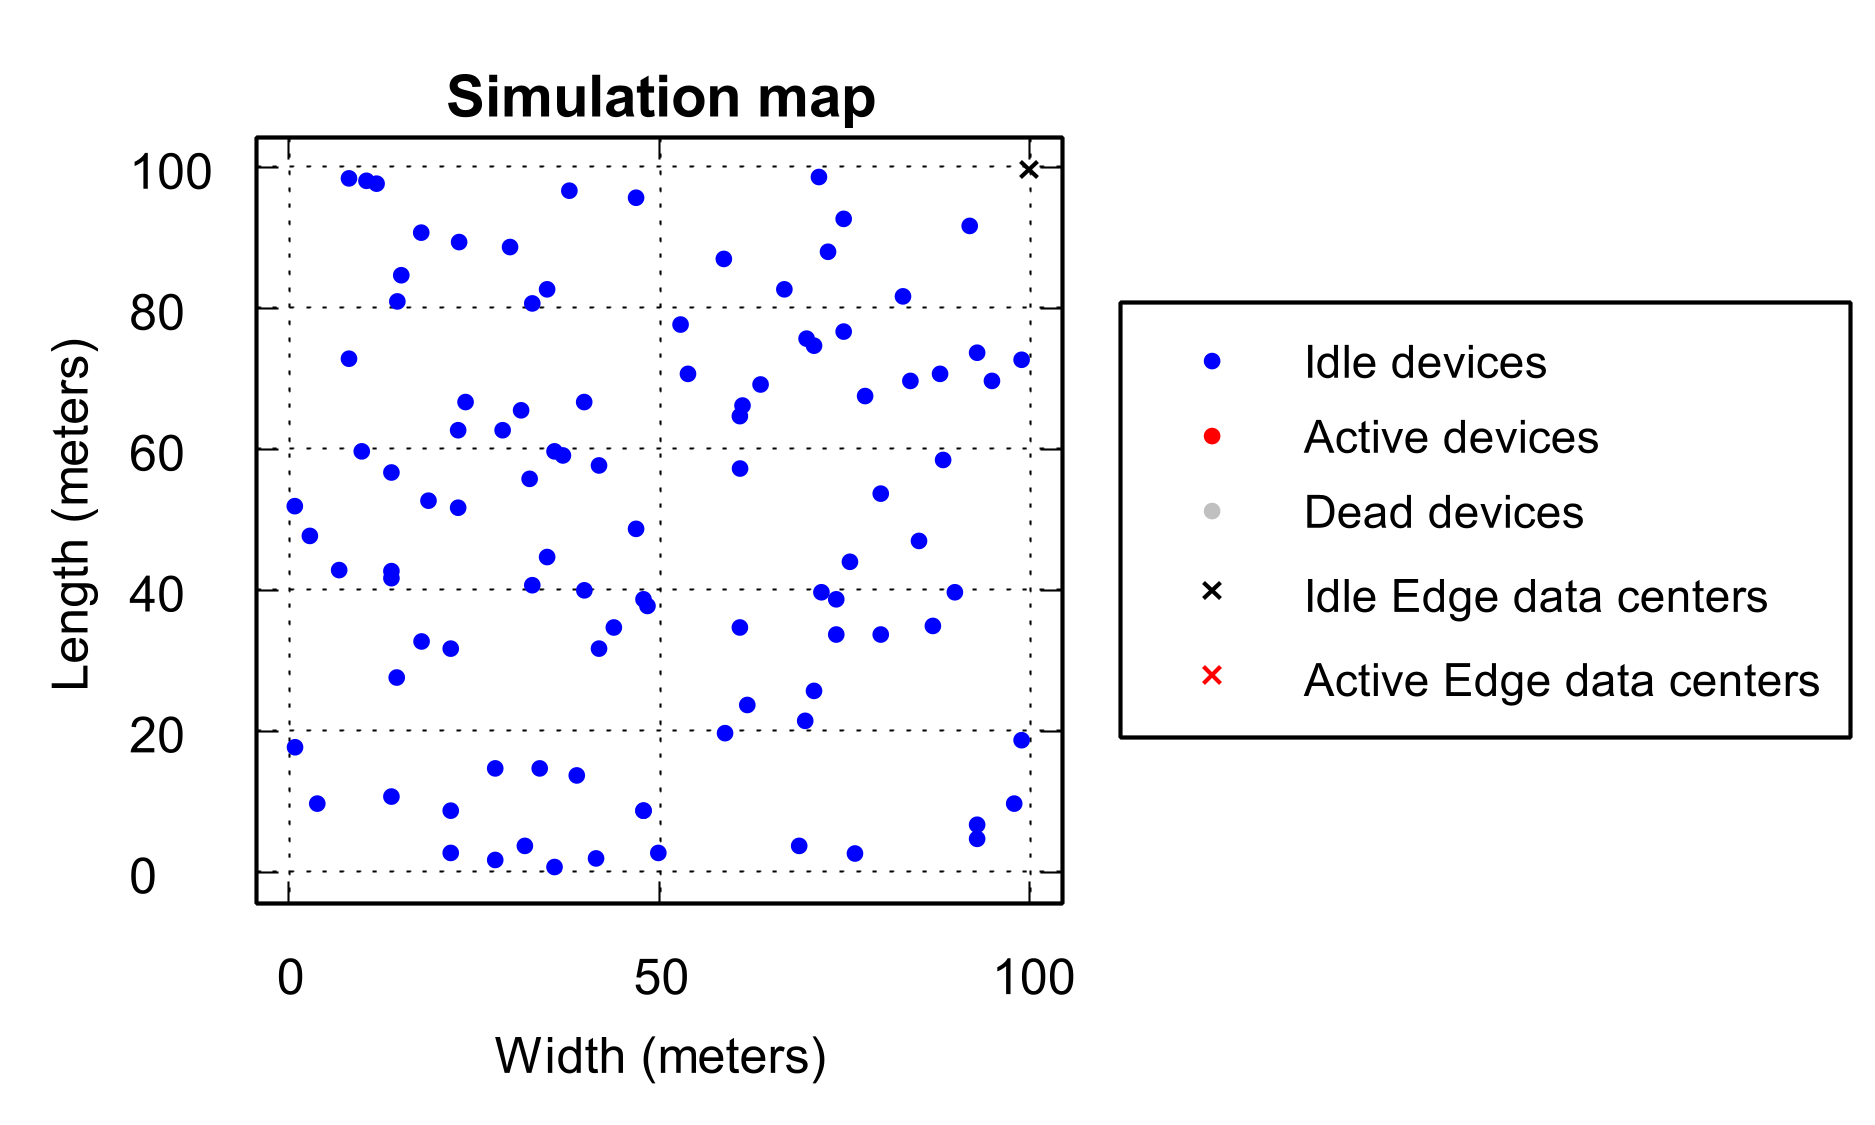 Simulation map
100
80
60
40
20
0
Length (meters)
0 50 100
Width (meters)
Idle devices
Active devices
Dead devices
Idle Edge data centers
Active Edge data centers